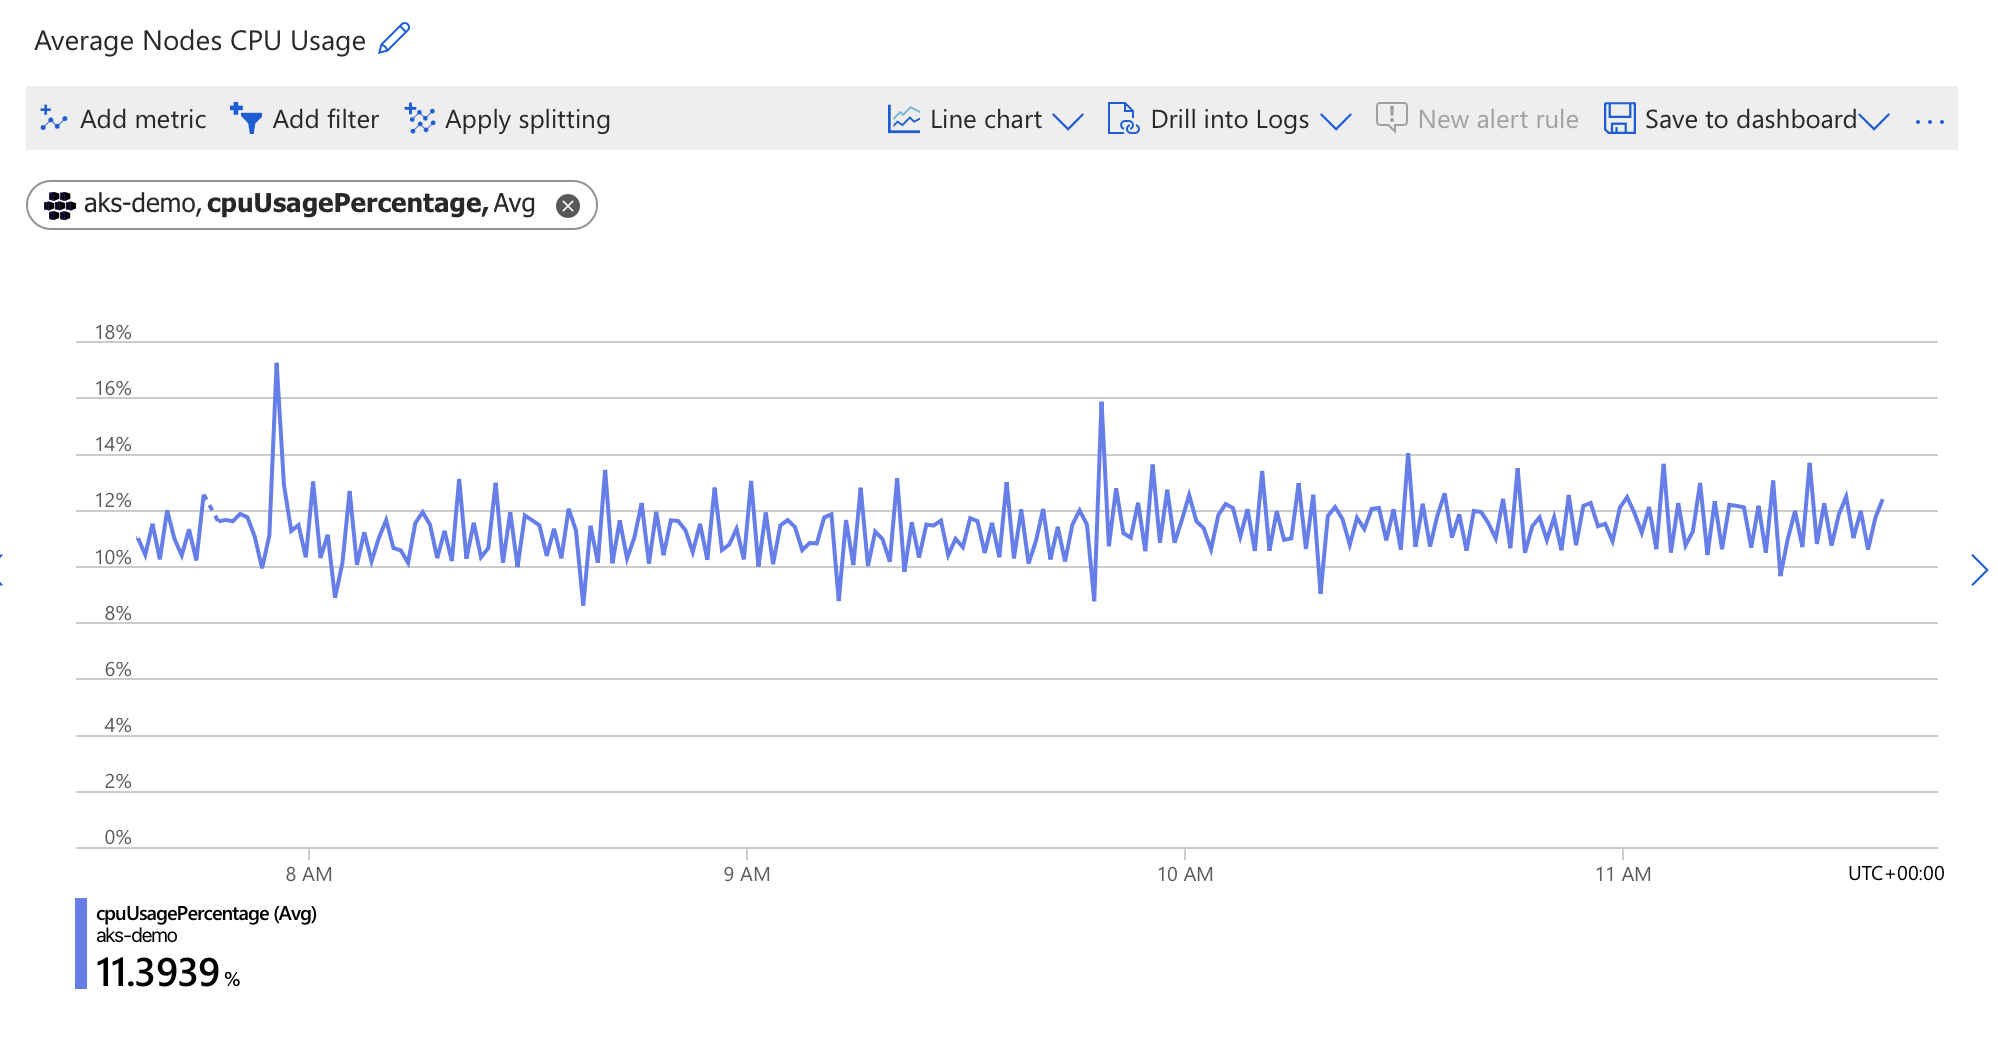 Average Nodes CPU Usage
Add metric Add filter Apply splitting Line chart Drill into Logs New alert rule Save to dashboard ...
aks-demo, cpuUsagePercentage, Avg
18%
16%
14%
12%
10%
8%
6%
4%
2%
0%
8 AM 9 AM 10 AM 11 AM UTC+00:00
cpuUsagePercentage (Avg)
aks-demo
11.3939 %